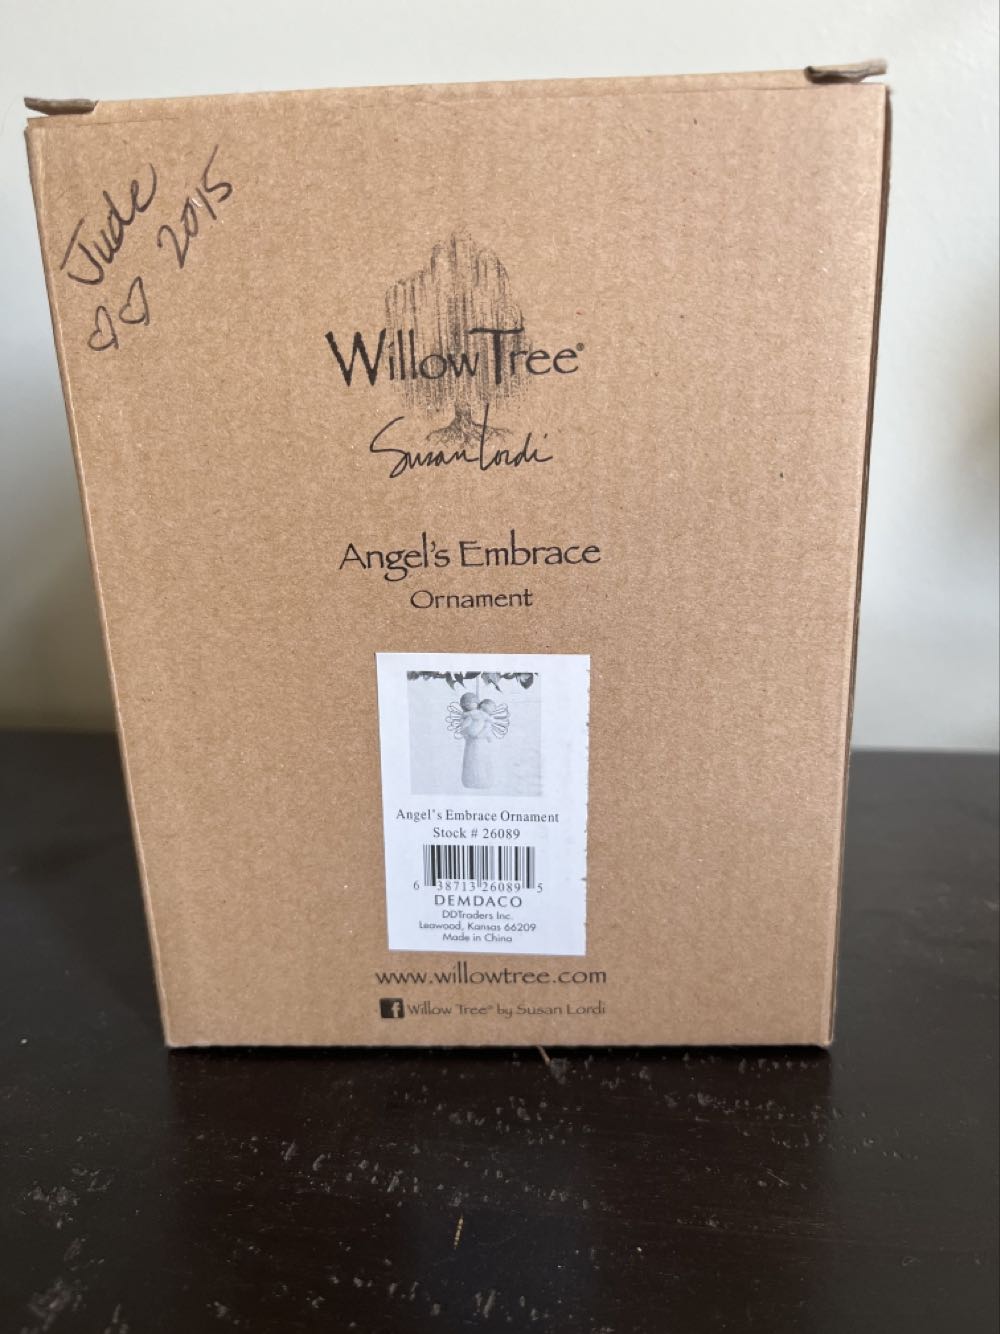 Jude
2015
Willow Tree®
Susan Lordi
Angel's Embrace
Ornament
Angel's Embrace Ornament
Stock # 26089
6 38713 26089 5
DEMDACO
DDTraders Inc.
Leawood, Kansas 66209
Made in China
www.willowtree.com
f Willow Tree® by Susan Lordi